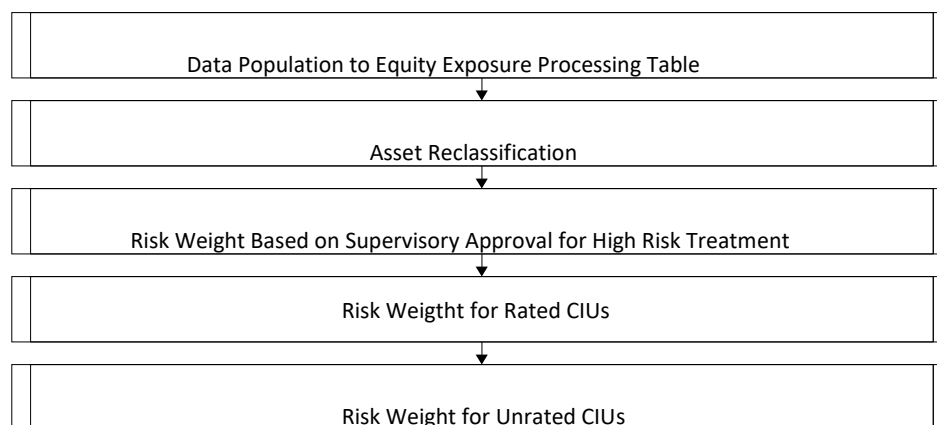 Data Population to Equity Exposure Processing Table
Asset Reclassification
Risk Weight Based on Supervisory Approval for High Risk Treatment
Risk Weigtht for Rated CIUs
Risk Weight for Unrated CIUs